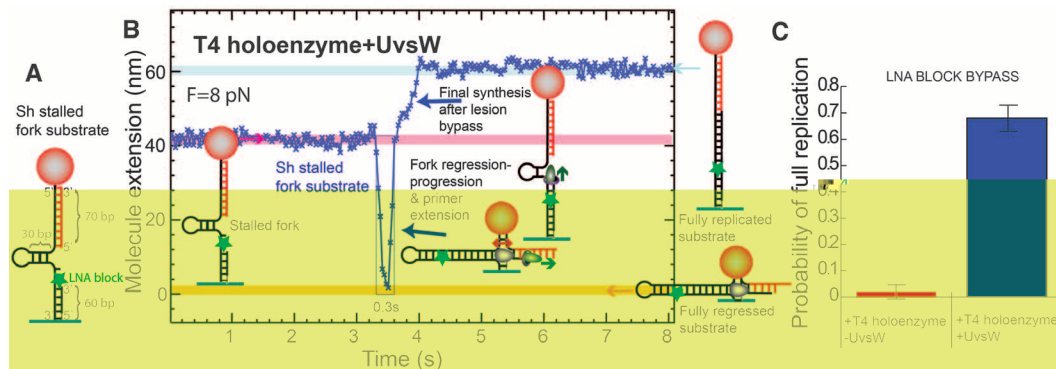 A
Sh stalled
fork substrate
5'
3'
70 bp
30 bp
5'
LNA block
3'
60 bp
3'
5'
B
T4 holoenzyme+UvsW
Molecule extension (nm)
60
40
20
0
F=8 pN
Final synthesis
after lesion
bypass
Sh stalled
fork substrate
Fork regression-
progression
& primer
extension
Stalled fork
Fully replicated
substrate
Fully regressed
substrate
0.3s
1
2
3
4
5
6
7
8
Time (s)
C
LNA BLOCK BYPASS
Probability of full replication
0.8
0.7
0.6
0.4
0.3
0.2
0.1
0
+T4 holoenzyme
-UvsW
+T4 holoenzyme
+UvsW